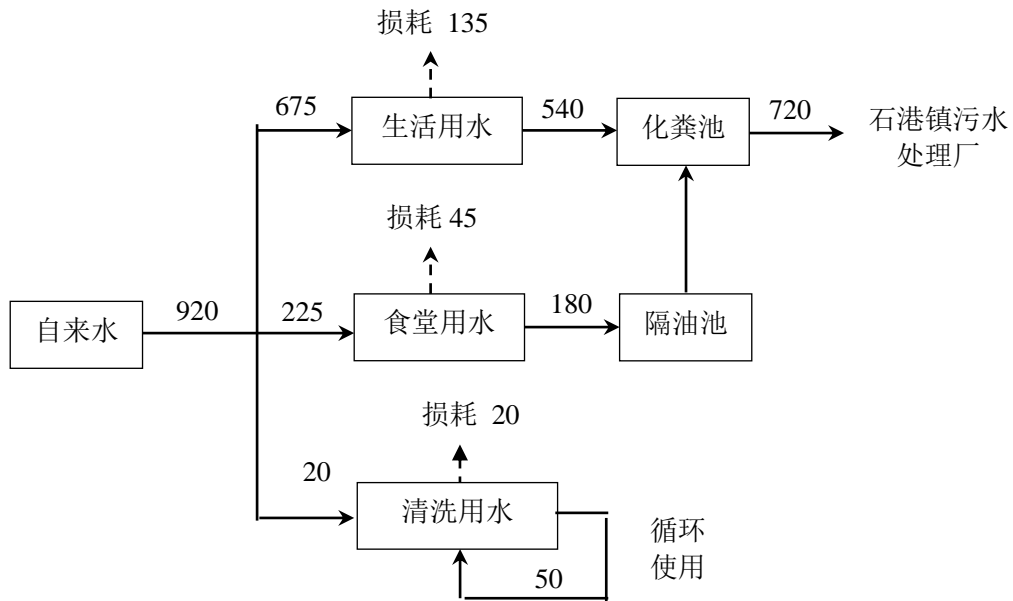 损耗 135
675
生活用水
540
化粪池
720
石港镇污水
处理厂
损耗 45
自来水
920
225
食堂用水
180
隔油池
损耗 20
20
清洗用水
循环
使用
50